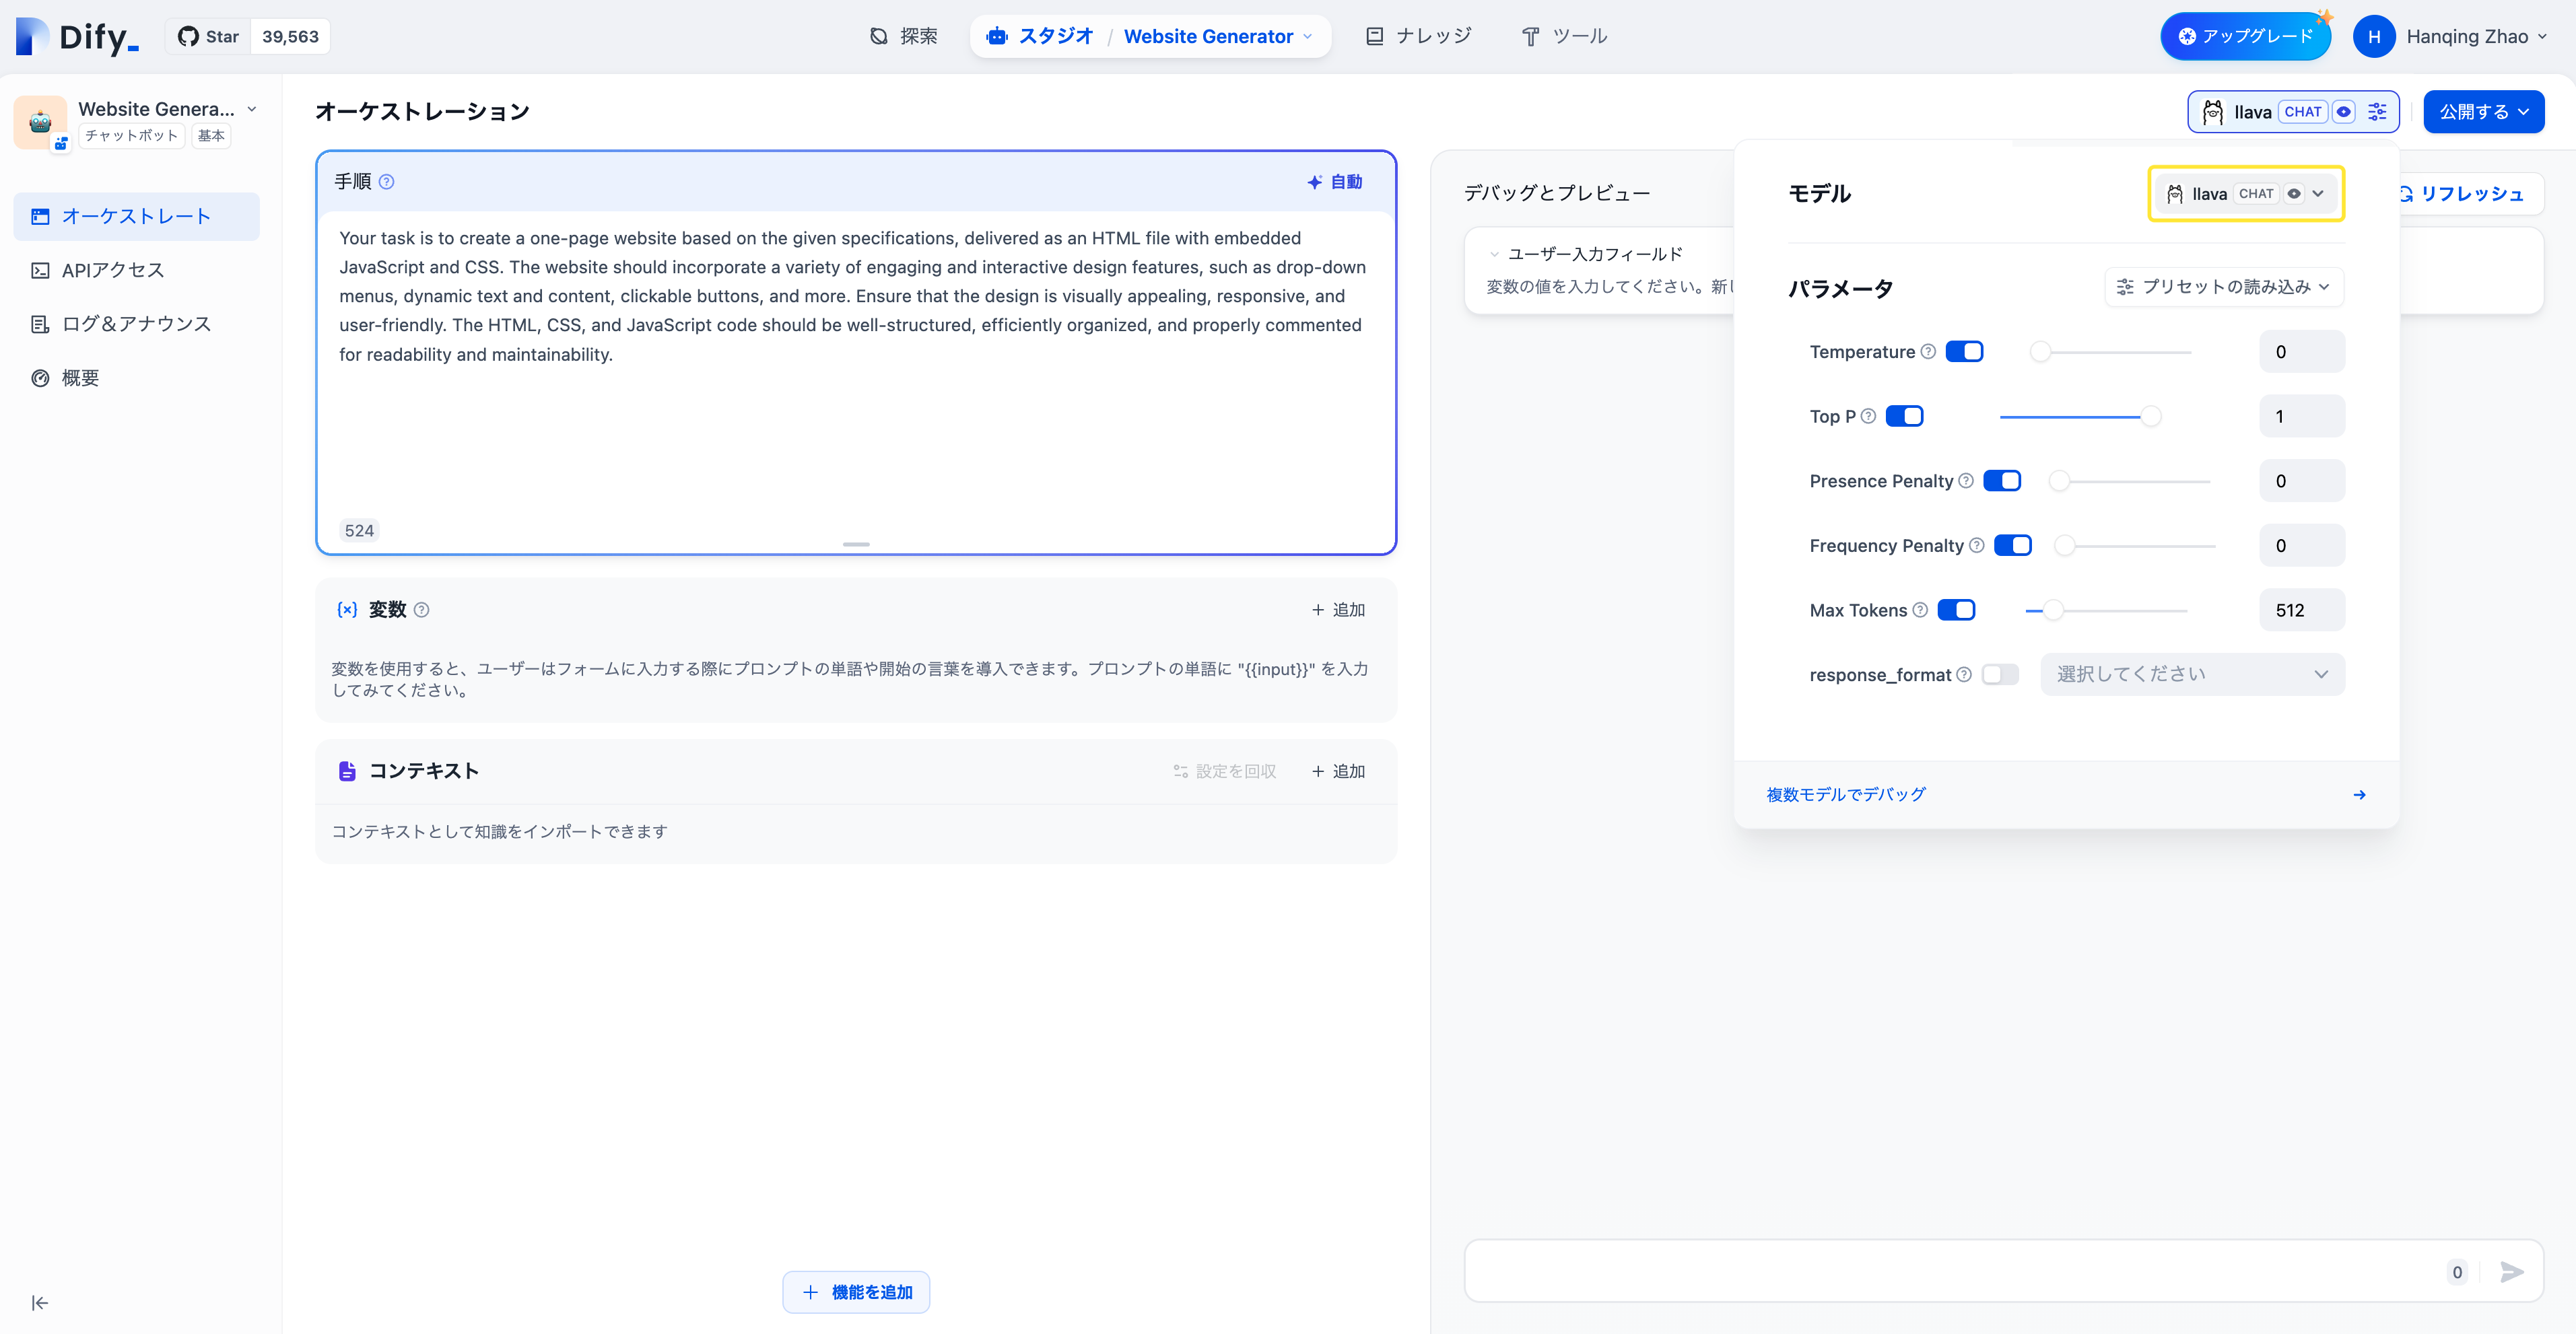 Dify_
Star 39,563
探索
スタジオ / Website Generator
ナレッジ
ツール
アップグレード
H Hanqing Zhao
Website Genera...
チャットボット 基本
オーケストレート
APIアクセス
ログ＆アナウンス
概要
オーケストレーション
llava CHAT
公開する
手順
自動
Your task is to create a one-page website based on the given specifications, delivered as an HTML file with embedded
JavaScript and CSS. The website should incorporate a variety of engaging and interactive design features, such as drop-down
menus, dynamic text and content, clickable buttons, and more. Ensure that the design is visually appealing, responsive, and
user-friendly. The HTML, CSS, and JavaScript code should be well-structured, efficiently organized, and properly commented
for readability and maintainability.
524
{×} 変数
+ 追加
変数を使用すると、ユーザーはフォームに入力する際にプロンプトの単語や開始の言葉を導入できます。プロンプトの単語に "{{input}}" を入力
してみてください。
コンテキスト
設定を回収
+ 追加
コンテキストとして知識をインポートできます
+ 機能を追加
デバッグとプレビュー
リフレッシュ
ユーザー入力フィールド
変数の値を入力してください。新し
モデル
llava CHAT
パラメータ
プリセットの読み込み
Temperature 0
Top P 1
Presence Penalty 0
Frequency Penalty 0
Max Tokens 512
response_format 選択してください
複数モデルでデバッグ
0